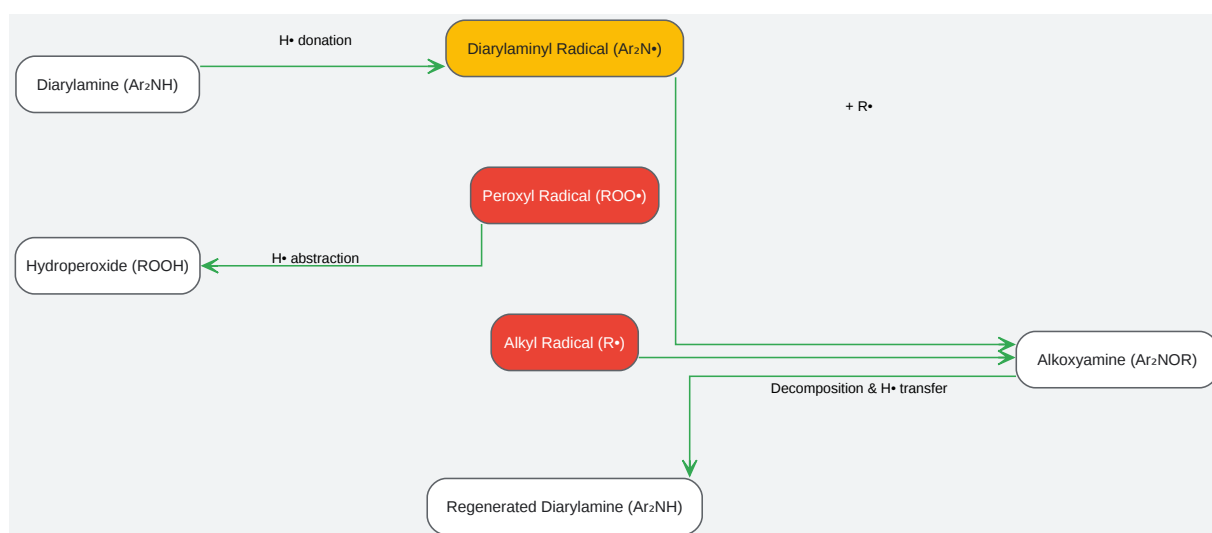 H• donation
Diarylaminyl Radical (Ar₂N•)
Diarylamine (Ar₂NH)
+ R•
Peroxyl Radical (ROO•)
Hydroperoxide (ROOH)
H• abstraction
Alkyl Radical (R•)
Alkoxyamine (Ar₂NOR)
Decomposition & H• transfer
Regenerated Diarylamine (Ar₂NH)